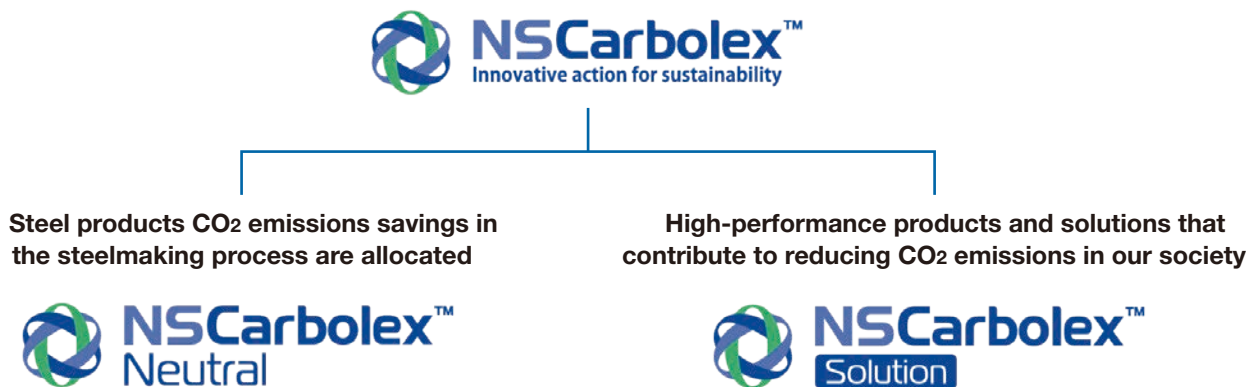 NSCarbolex™
Innovative action for sustainability
Steel products CO2 emissions savings in
the steelmaking process are allocated
NSCarbolex™
Neutral
High-performance products and solutions that
contribute to reducing CO2 emissions in our society
NSCarbolex™
Solution